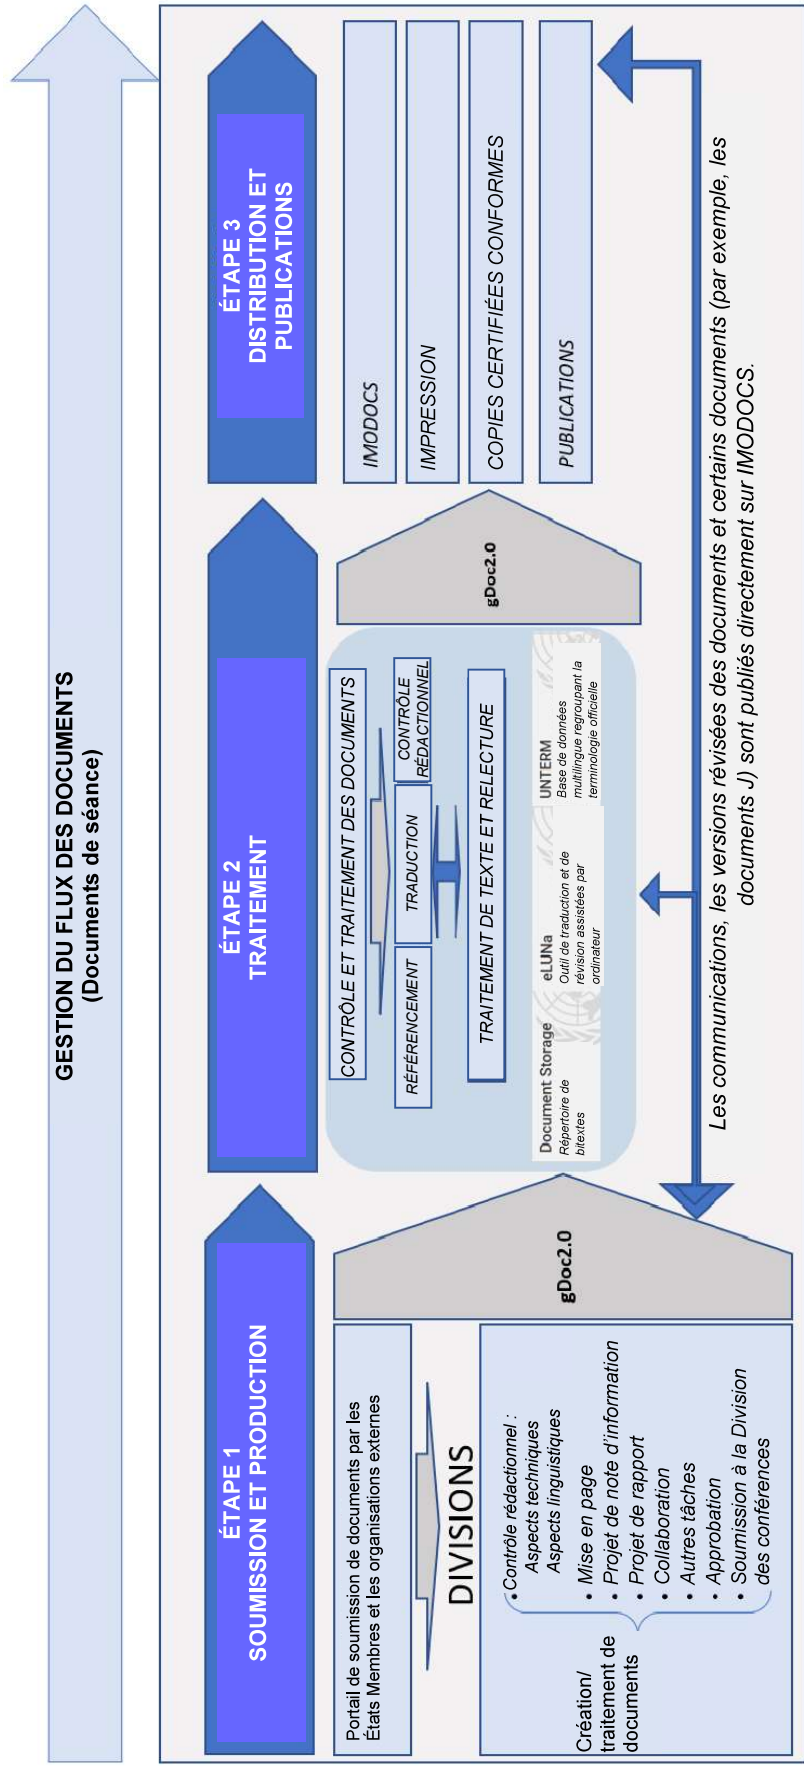 GESTION DU FLUX DES DOCUMENTS
(Documents de séance)
ÉTAPE 1
SOUMISSION ET PRODUCTION
Portail de soumission de documents par les
États Membres et les organisations externes
DIVISIONS
Création/
traitement de
documents
• Contrôle rédactionnel :
Aspects techniques
Aspects linguistiques
• Mise en page
• Projet de note d'information
• Projet de rapport
• Collaboration
• Autres tâches
• Approbation
• Soumission à la Division
des conférences
gDoc2.0
ÉTAPE 2
TRAITEMENT
CONTRÔLE ET TRAITEMENT DES DOCUMENTS
RÉFÉRENCEMENT
TRADUCTION
CONTRÔLE
RÉDACTIONNEL
TRAITEMENT DE TEXTE ET RELECTURE
Document Storage
Répertoire de
bitextes
eLUNa
Outil de traduction et de
révision assistées par
ordinateur
UNTERM
Base de données
multilingue regroupant la
terminologie officielle
gDoc2.0
ÉTAPE 3
DISTRIBUTION ET
PUBLICATIONS
IMODOCS
IMPRESSION
COPIES CERTIFIÉES CONFORMES
PUBLICATIONS
Les communications, les versions révisées des documents et certains documents (par exemple, les
documents J) sont publiés directement sur IMODOCS.